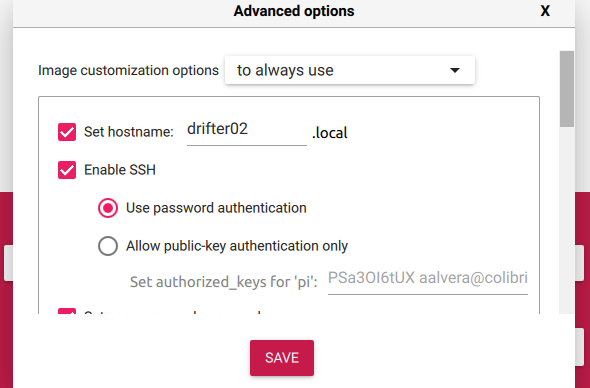 Advanced options X
Image customization options to always use
Set hostname: drifter02 .local
Enable SSH
Use password authentication
Allow public-key authentication only
Set authorized_keys for 'pi': PSa3OI6tUX aalvera@colibri
SAVE